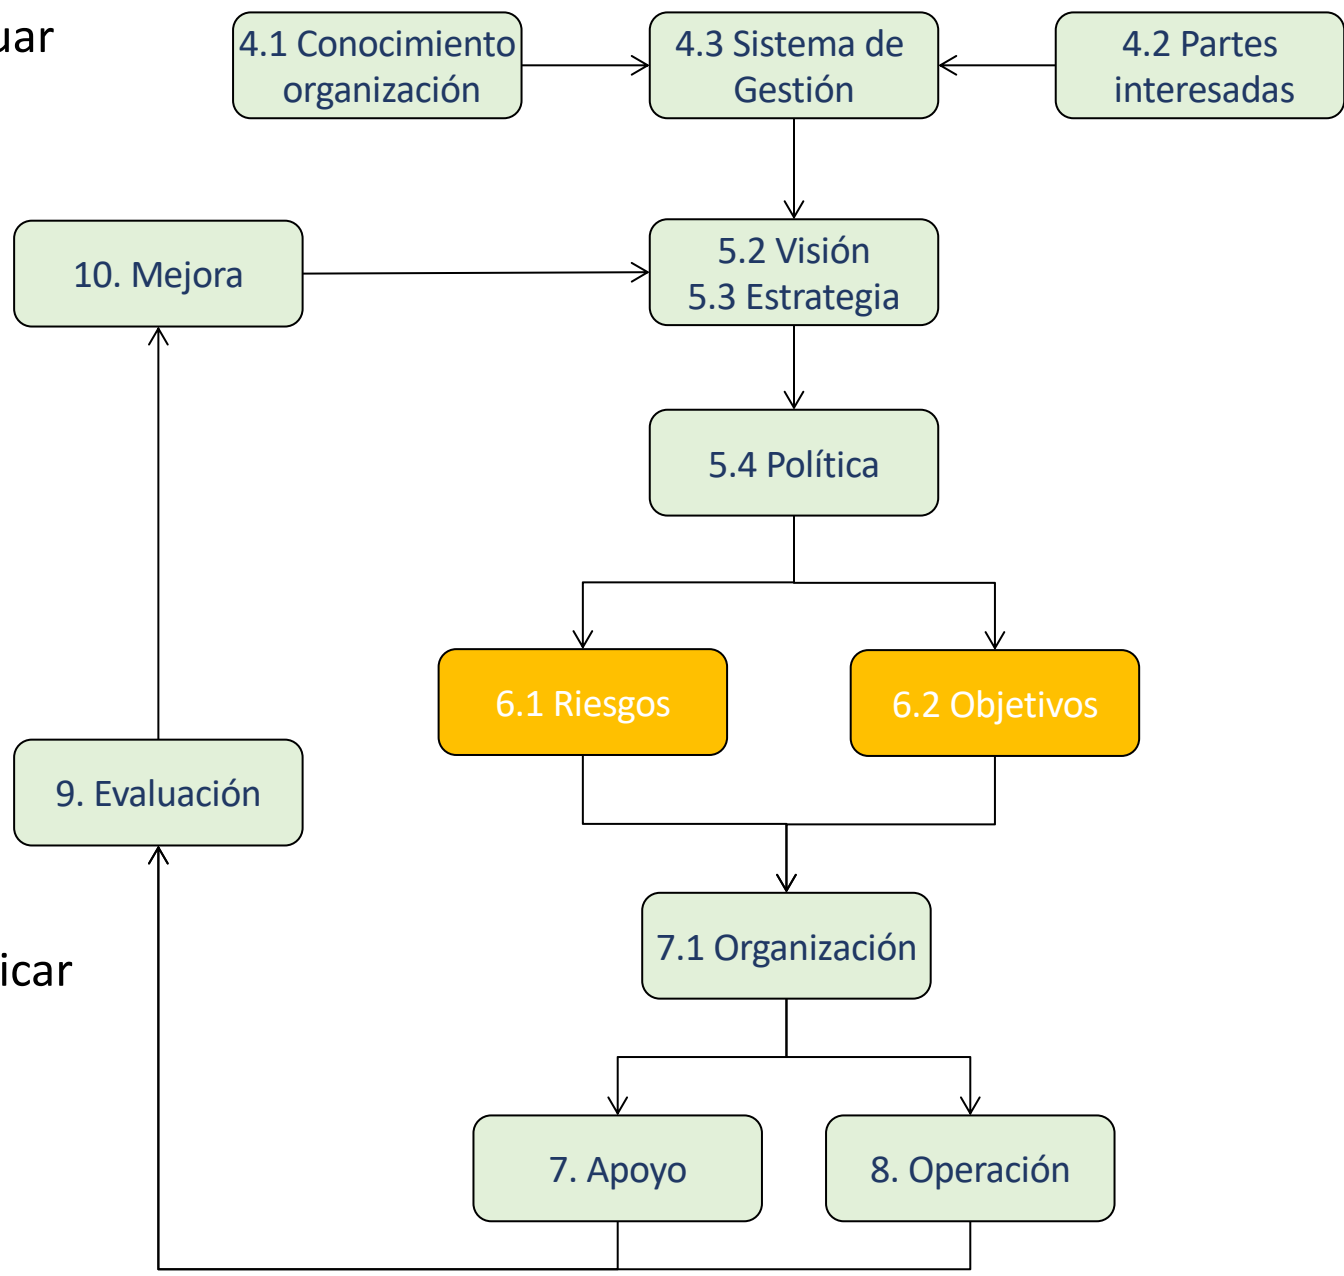 uar
4.1 Conocimiento
organización
4.3 Sistema de
Gestión
4.2 Partes
interesadas
10. Mejora
5.2 Visión
5.3 Estrategia
5.4 Política
6.1 Riesgos
6.2 Objetivos
9. Evaluación
7.1 Organización
icar
7. Apoyo
8. Operación